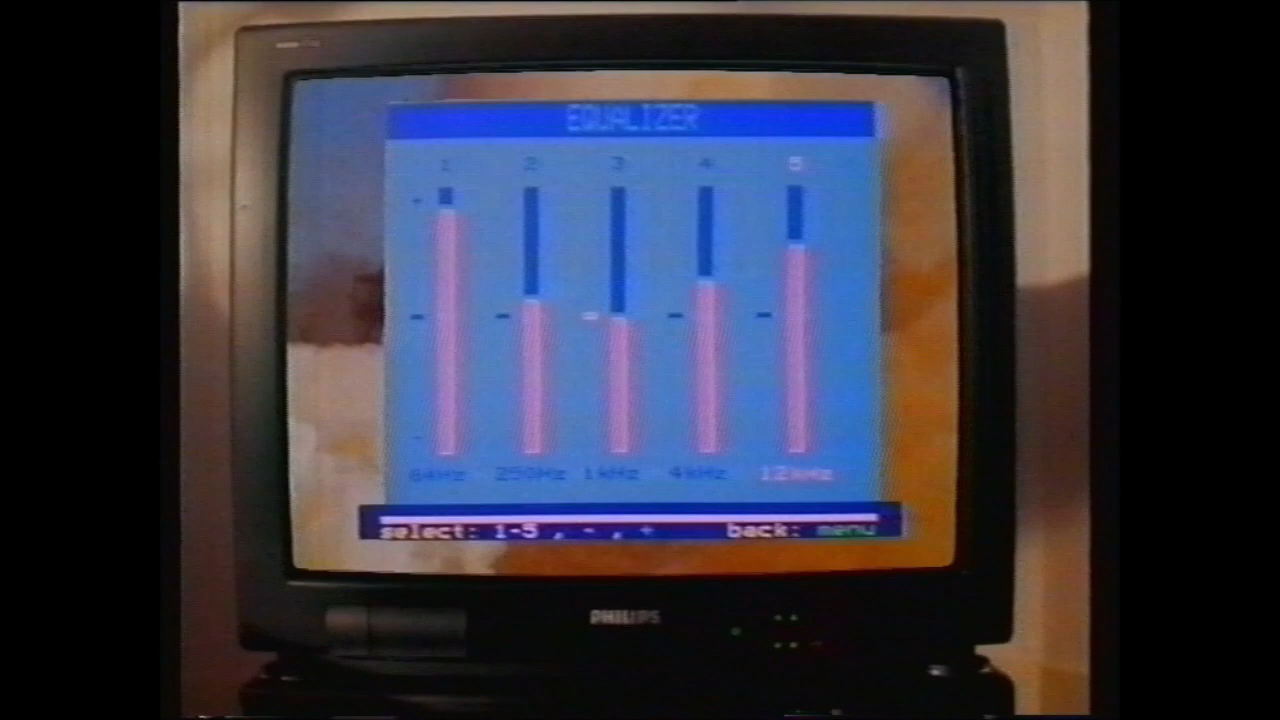 EQUALIZER
1 2 3 4 5
+
-
64Hz 250Hz 1kHz 4kHz 12kHz
select: 1-5 , - , + back: menu
PHILIPS